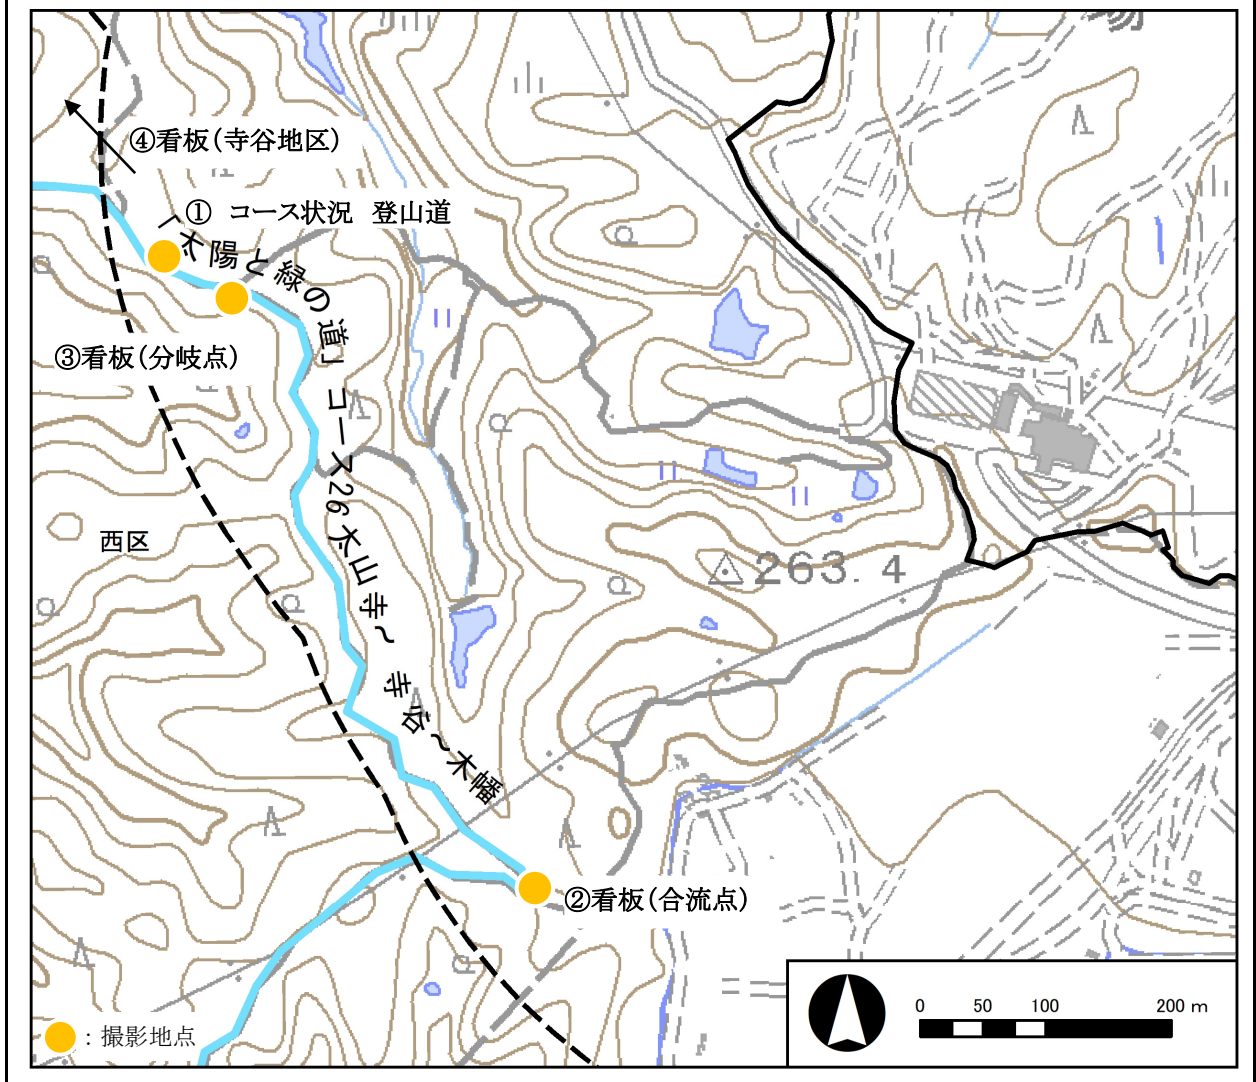 ④看板（寺谷地区）
① コース状況 登山道
「太陽と緑の道」コース26 太山寺～寺谷～木幡
③看板（分岐点）
西区
263.4
②看板（合流点）
：撮影地点
0 50 100 200 m